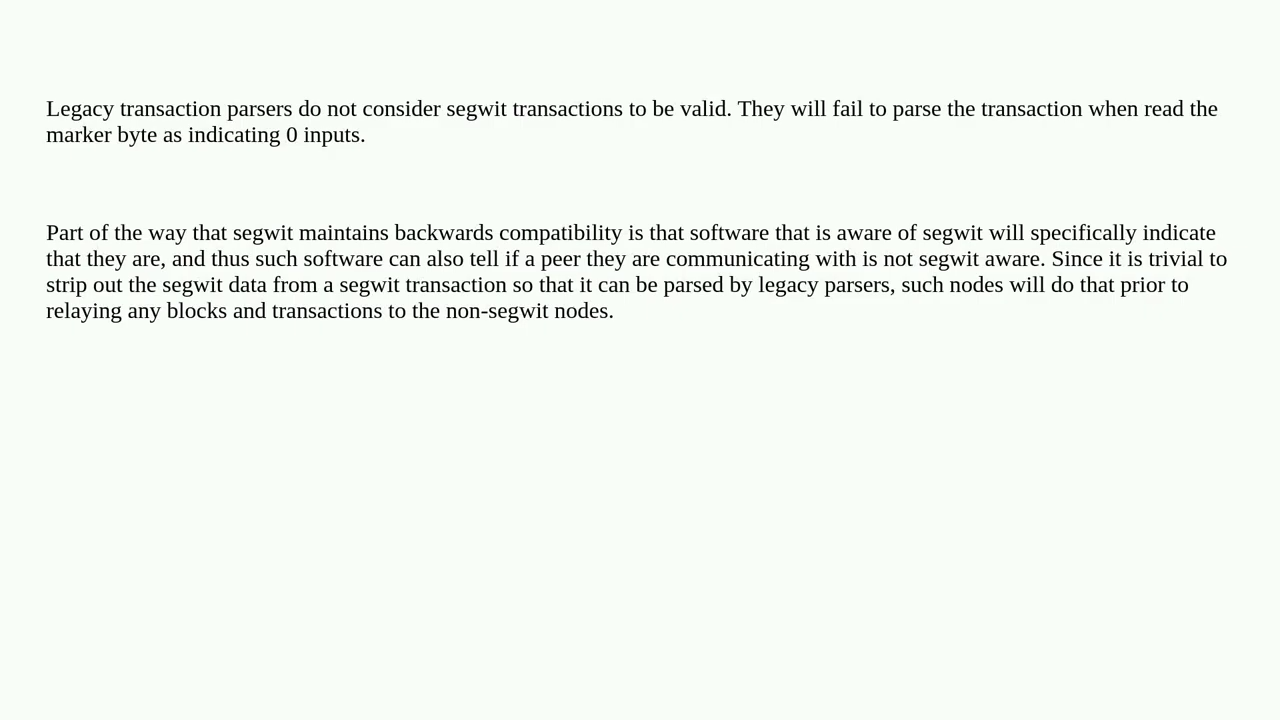 Legacy transaction parsers do not consider segwit transactions to be valid. They will fail to parse the transaction when read the
marker byte as indicating 0 inputs.
Part of the way that segwit maintains backwards compatibility is that software that is aware of segwit will specifically indicate
that they are, and thus such software can also tell if a peer they are communicating with is not segwit aware. Since it is trivial to
strip out the segwit data from a segwit transaction so that it can be parsed by legacy parsers, such nodes will do that prior to
relaying any blocks and transactions to the non-segwit nodes.